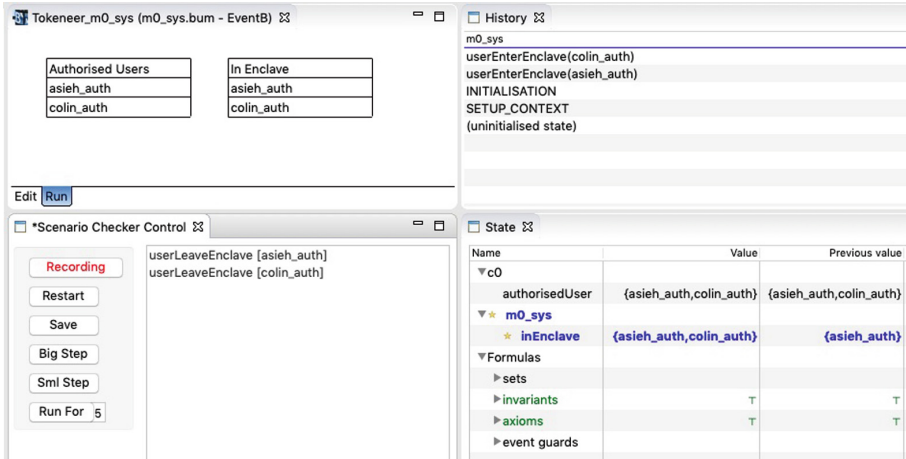 Tokeneer_m0_sys (m0_sys.bum - EventB)
Authorised Users
asieh_auth
colin_auth
In Enclave
asieh_auth
colin_auth
Edit Run
History
m0_sys
userEnterEnclave(colin_auth)
userEnterEnclave(asieh_auth)
INITIALISATION
SETUP_CONTEXT
(uninitialised state)
*Scenario Checker Control
Recording
Restart
Save
Big Step
Sml Step
Run For 5
userLeaveEnclave [asieh_auth]
userLeaveEnclave [colin_auth]
State
Name Value Previous value
c0
authorisedUser {asieh_auth,colin_auth} {asieh_auth,colin_auth}
m0_sys
inEnclave {asieh_auth,colin_auth} {asieh_auth}
Formulas
sets
invariants ⊤ ⊤
axioms ⊤ ⊤
event guards